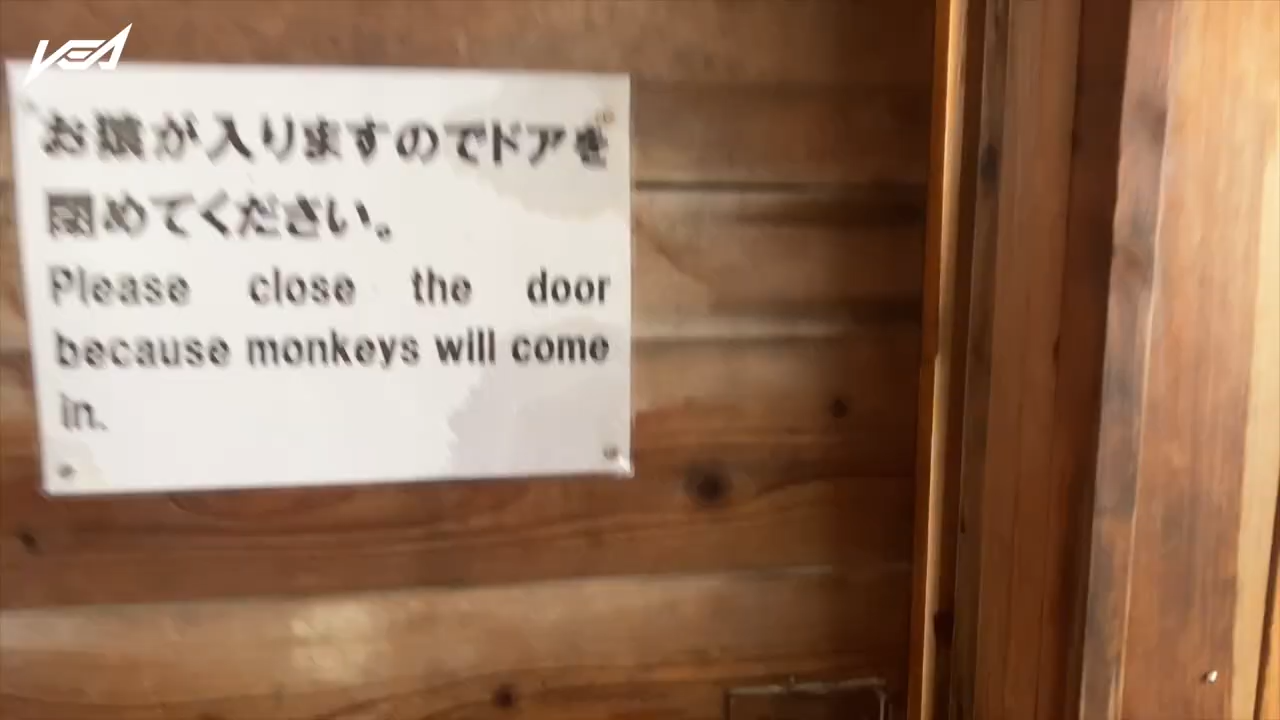 VEA
お猿が入りますのでドアを
閉めてください。
Please close the door
because monkeys will come
in.